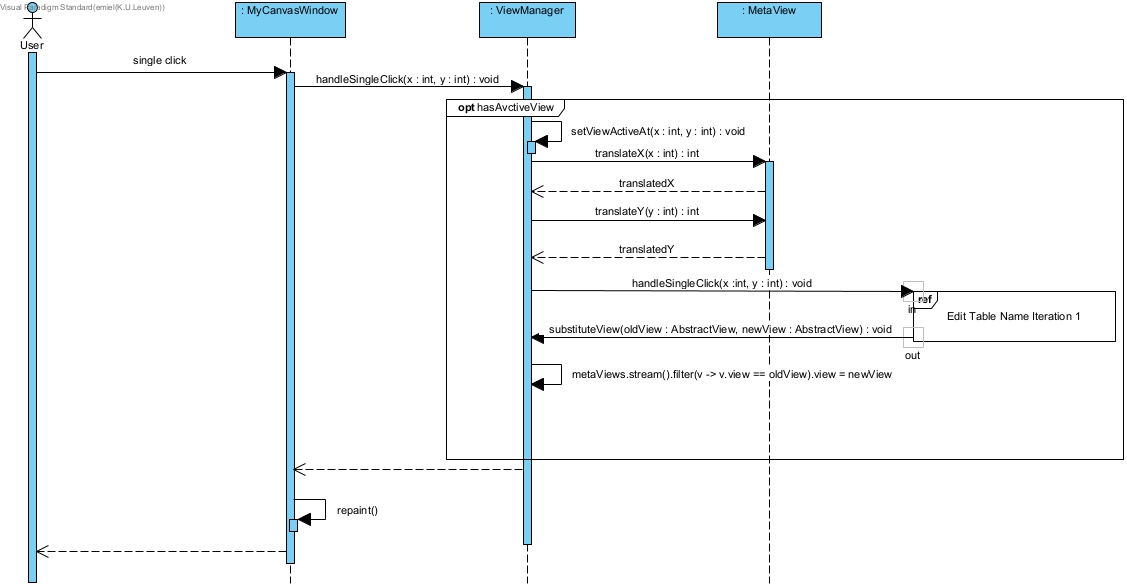 Visual Paradigm Standard(emiel(K.U.Leuven))
User
: MyCanvasWindow
: ViewManager
: MetaView
single click
handleSingleClick(x : int, y : int) : void
opt hasAvctiveView
setViewActiveAt(x : int, y : int) : void
translateX(x : int) : int
translatedX
translateY(y : int) : int
translatedY
handleSingleClick(x :int, y : int) : void
ref
in
Edit Table Name Iteration 1
substituteView(oldView : AbstractView, newView : AbstractView) : void
out
metaViews.stream().filter(v -> v.view == oldView).view = newView
repaint()